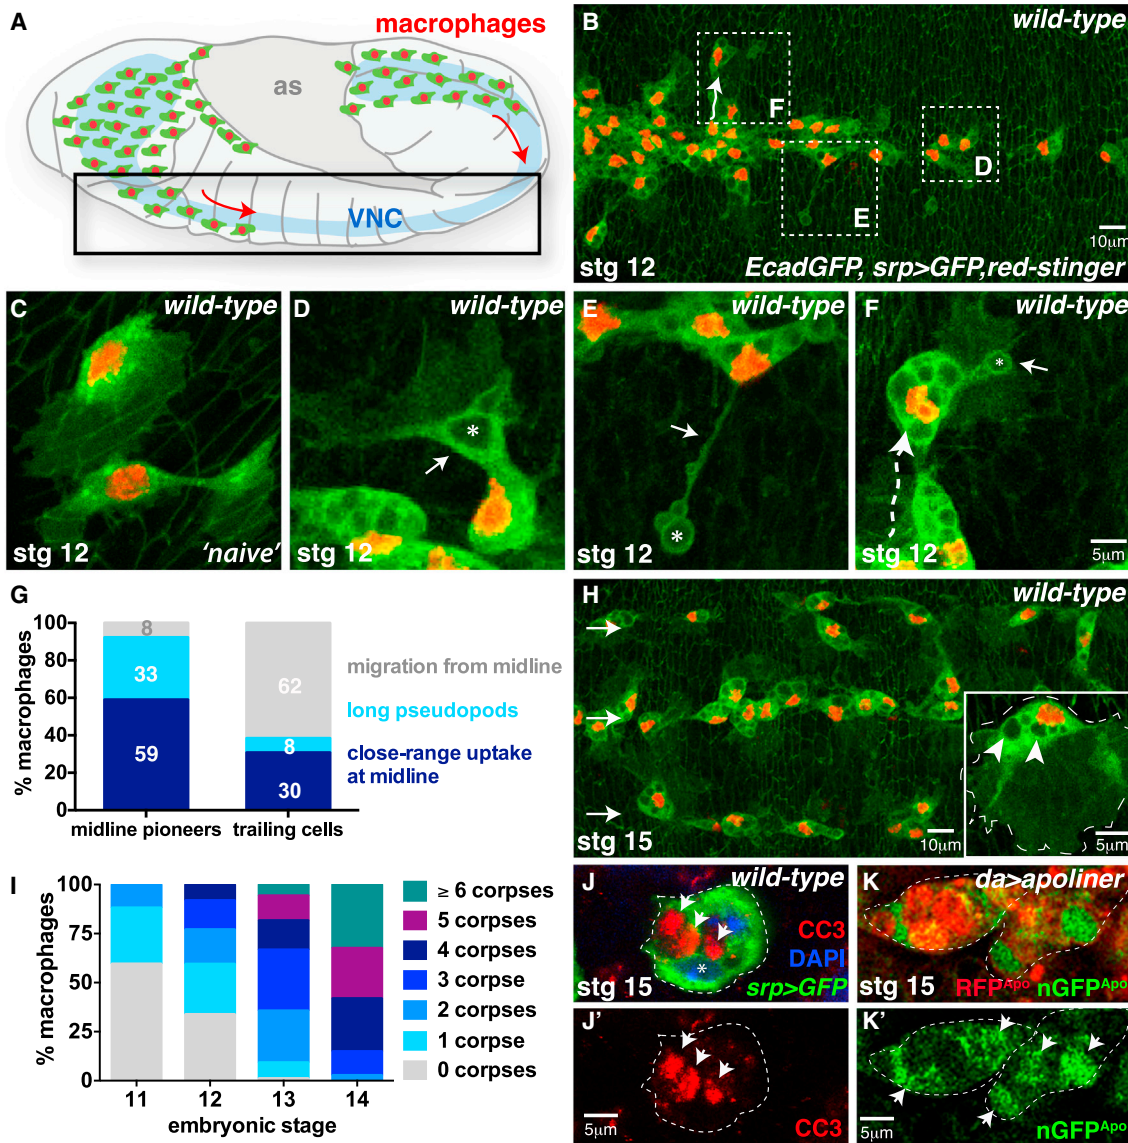 A
macrophages
as
VNC
B
wild-type
F
D
E
10μm
stg 12
EcadGFP, srp>GFP,red-stinger
C
wild-type
stg 12
'naive'
D
wild-type
*
stg 12
E
wild-type
*
stg 12
F
wild-type
*
stg 12
5μm
G
% macrophages
100
80
60
40
20
0
8
33
59
62
8
30
midline pioneers
trailing cells
migration from midline
long pseudopods
close-range uptake
at midline
H
wild-type
stg 15
10μm
5μm
I
% macrophages
100
75
50
25
0
11
12
13
14
embryonic stage
≥ 6 corpses
5 corpses
4 corpses
3 corpse
2 corpses
1 corpse
0 corpses
J
wild-type
CC3
DAPI
*
stg 15
srp>GFP
J'
5μm
CC3
K
da>apoliner
stg 15
RFPApo
nGFPApo
K'
5μm
nGFPApo